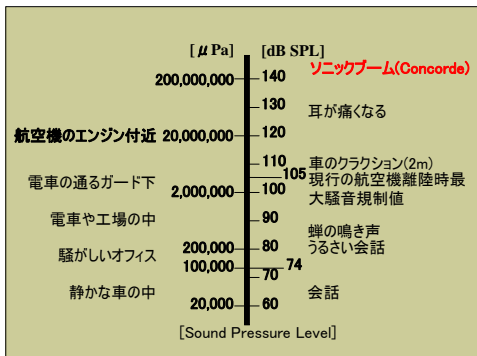 [μPa] [dB SPL]
200,000,000 140 ソニックブーム(Concorde)
130 耳が痛くなる
航空機のエンジン付近 20,000,000 120
110 車のクラクション(2m)
電車の通るガード下 105 現行の航空機離陸時最
2,000,000 100 大騒音規制値
電車や工場の中 90
蝉の鳴き声
騒がしいオフィス 200,000 80 うるさい会話
100,000 74
70
静かな車の中 会話
20,000 60
[Sound Pressure Level]